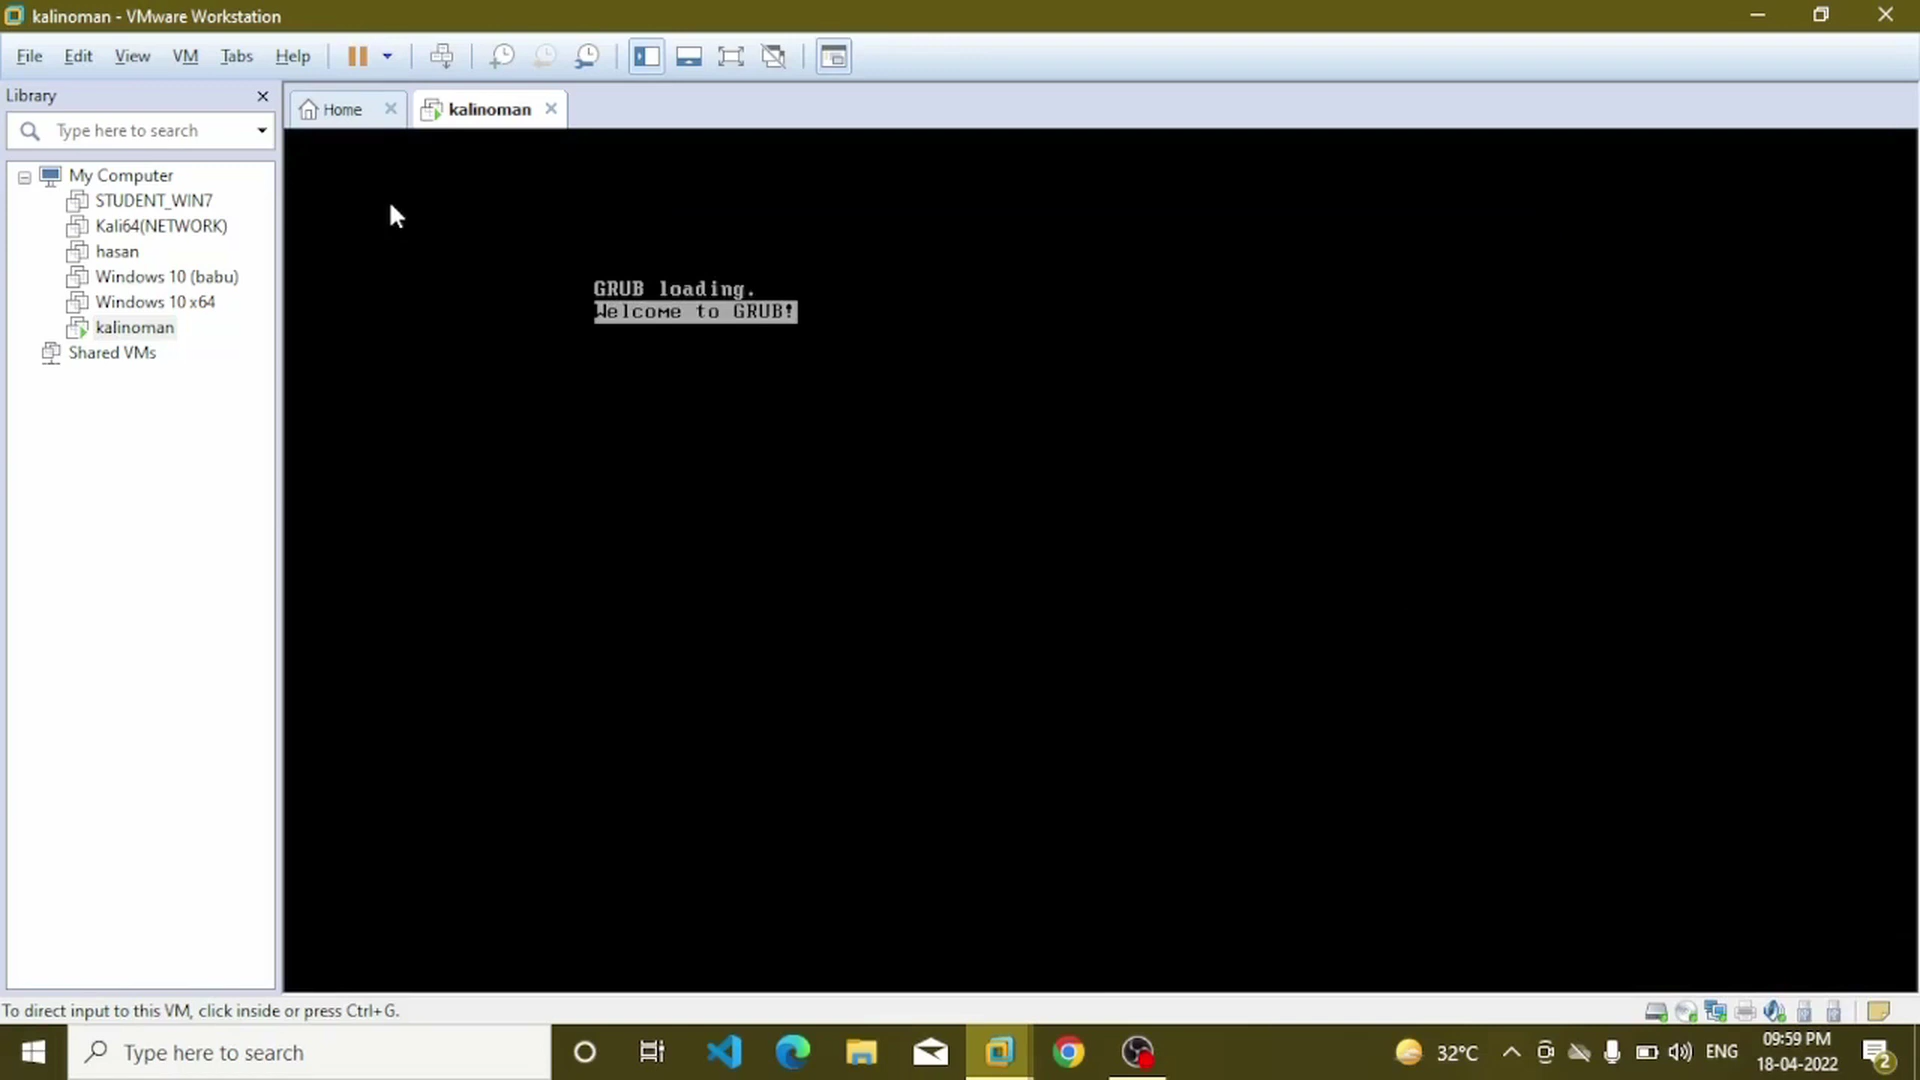 kalinoman - VMware Workstation
File Edit View VM Tabs Help
Library
Type here to search
My Computer
STUDENT_WIN7
Kali64(NETWORK)
hasan
Windows 10 (babu)
Windows 10 x64
kalinoman
Shared VMs
Home kalinoman
GRUB loading.
Welcome to GRUB!
To direct input to this VM, click inside or press Ctrl+G.
Type here to search
32°C
ENG
09:59 PM
18-04-2022
2